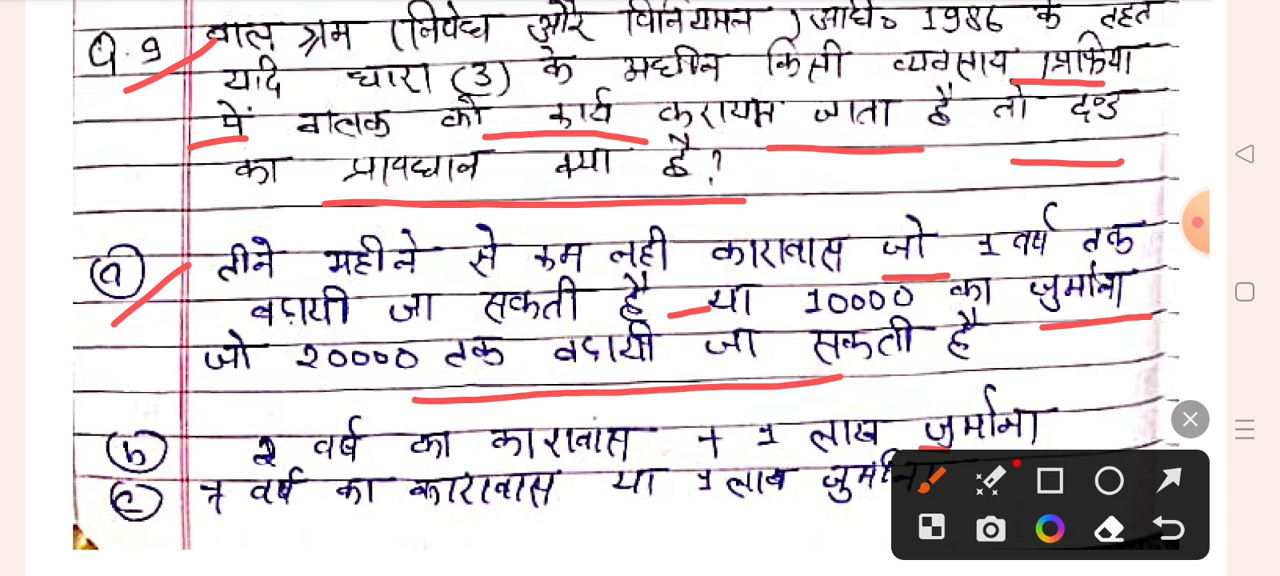 Q.9 बाल श्रम (निषेध और विनियमन) अधि० 1986 के तहत
यदि धारा (3) के अधीन किसी व्यवसाय प्रक्रिया
में बालक को कार्य कराया जाता है तो दण्ड
का प्रावधान क्या है?
(a) तीने महीने से कम नही कारावास जो 1 वर्ष तक
बढ़ायी जा सकती है या 10000 का जुर्माना
जो 20000 तक बढायी जा सकती है
(b) 2 वर्ष का कारावास + 1 लाख जुर्माना
(c) 7 वर्ष का कारावास या 1 लाख